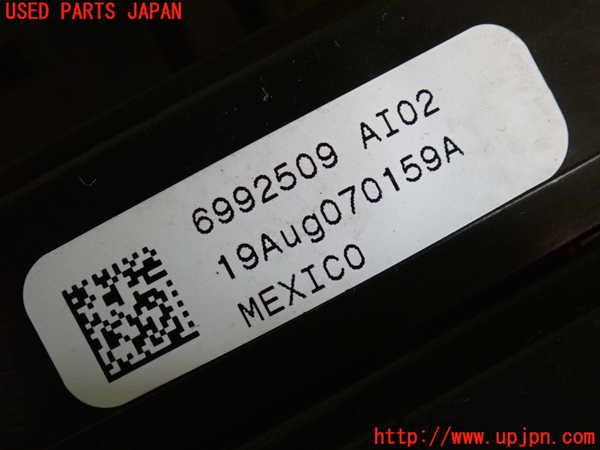 USED PARTS JAPAN
6992509 AI02
19Aug070159A
MEXICO
http://www.upjpn.com